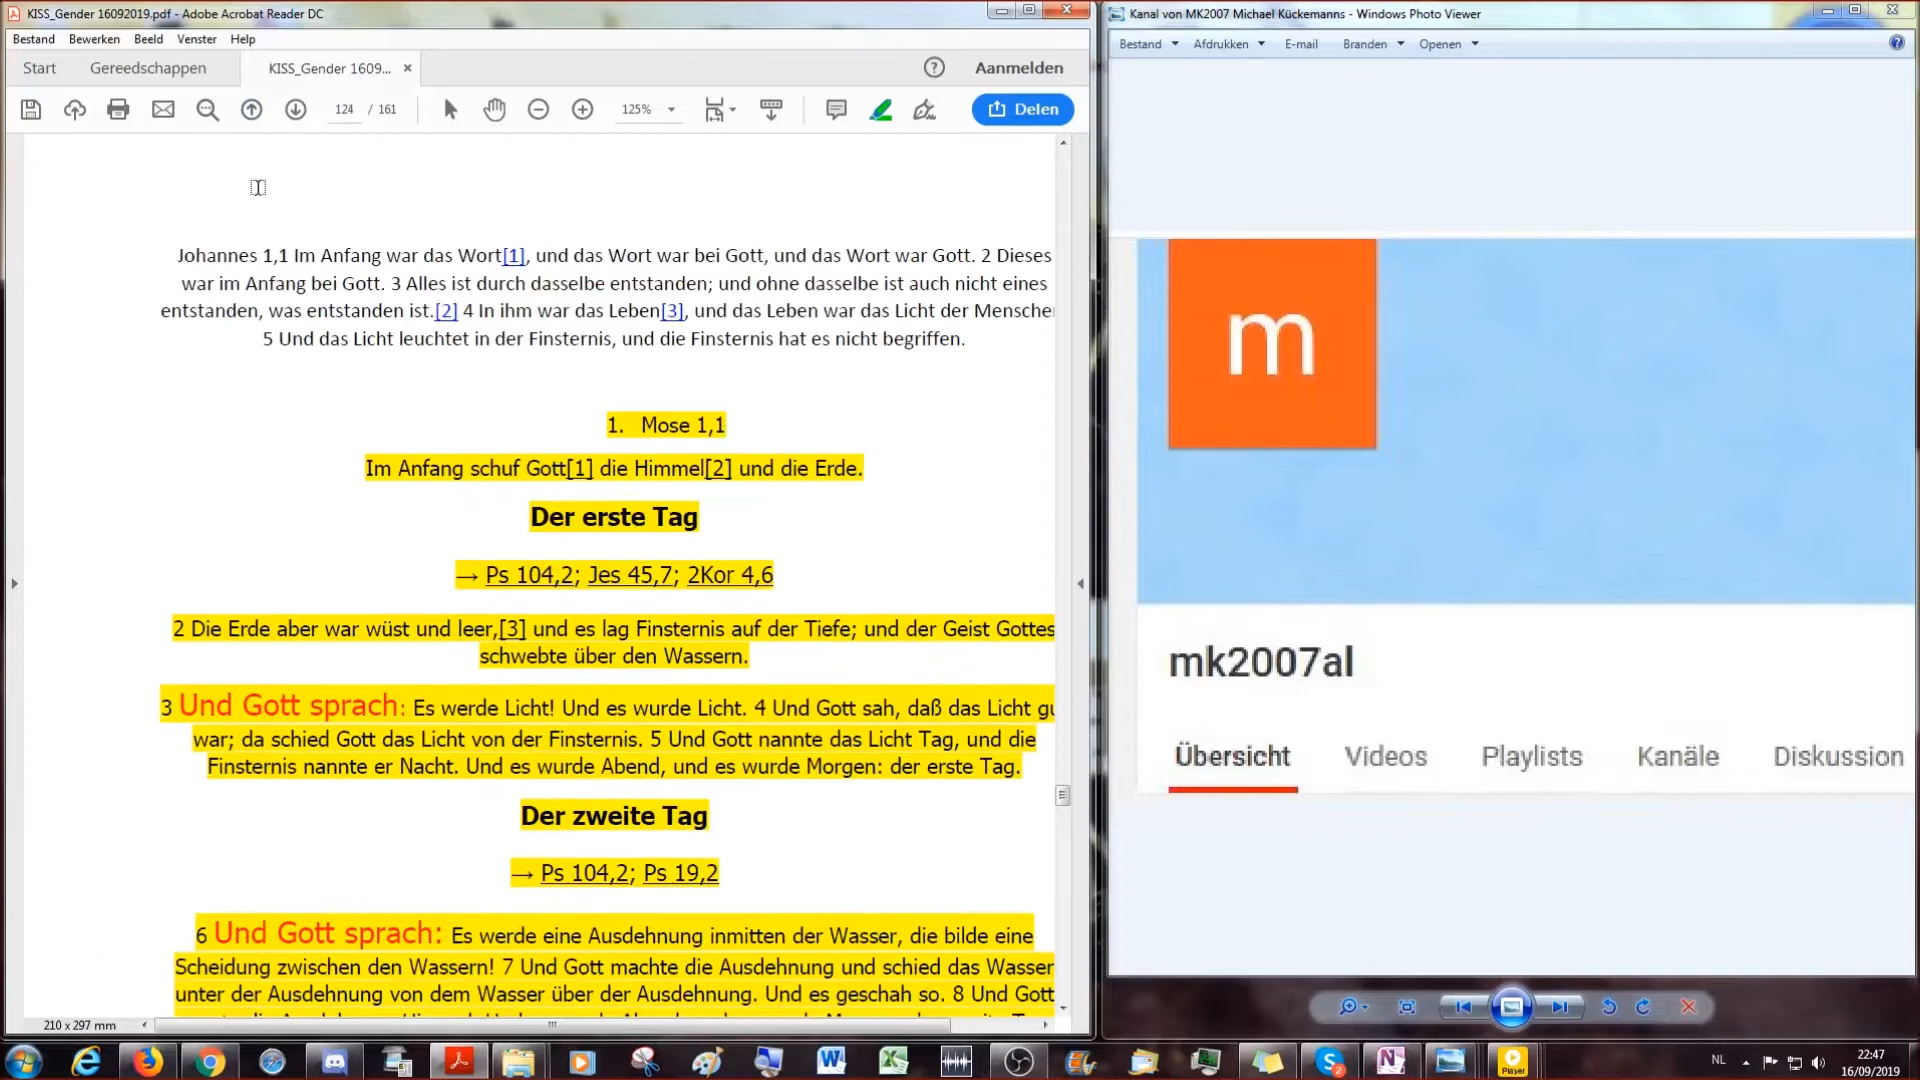 KISS_Gender 16092019.pdf - Adobe Acrobat Reader DC
Bestand Bewerken Beeld Venster Help
Start Gereedschappen KISS_Gender 1609... × Aanmelden
124 / 161 125% Delen
Johannes 1,1 Im Anfang war das Wort[1], und das Wort war bei Gott, und das Wort war Gott. 2 Dieses
war im Anfang bei Gott. 3 Alles ist durch dasselbe entstanden; und ohne dasselbe ist auch nicht eines
entstanden, was entstanden ist.[2] 4 In ihm war das Leben[3], und das Leben war das Licht der Mensche
5 Und das Licht leuchtet in der Finsternis, und die Finsternis hat es nicht begriffen.
1. Mose 1,1
Im Anfang schuf Gott[1] die Himmel[2] und die Erde.
Der erste Tag
→ Ps 104,2; Jes 45,7; 2Kor 4,6
2 Die Erde aber war wüst und leer,[3] und es lag Finsternis auf der Tiefe; und der Geist Gottes
schwebte über den Wassern.
3 Und Gott sprach: Es werde Licht! Und es wurde Licht. 4 Und Gott sah, daß das Licht gu
war; da schied Gott das Licht von der Finsternis. 5 Und Gott nannte das Licht Tag, und die
Finsternis nannte er Nacht. Und es wurde Abend, und es wurde Morgen: der erste Tag.
Der zweite Tag
→ Ps 104,2; Ps 19,2
6 Und Gott sprach: Es werde eine Ausdehnung inmitten der Wasser, die bilde eine
Scheidung zwischen den Wassern! 7 Und Gott machte die Ausdehnung und schied das Wasser
unter der Ausdehnung von dem Wasser über der Ausdehnung. Und es geschah so. 8 Und Gott
210 x 297 mm
Kanal von MK2007 Michael Kückemanns - Windows Photo Viewer
Bestand Afdrukken E-mail Branden Openen
m
mk2007al
Übersicht Videos Playlists Kanäle Diskussion
Player
NL
22:47
16/09/2019